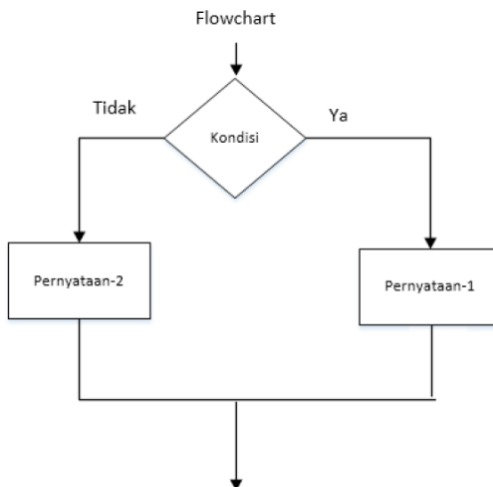 Flowchart
Tidak
Ya
Kondisi
Pernyataan-2
Pernyataan-1